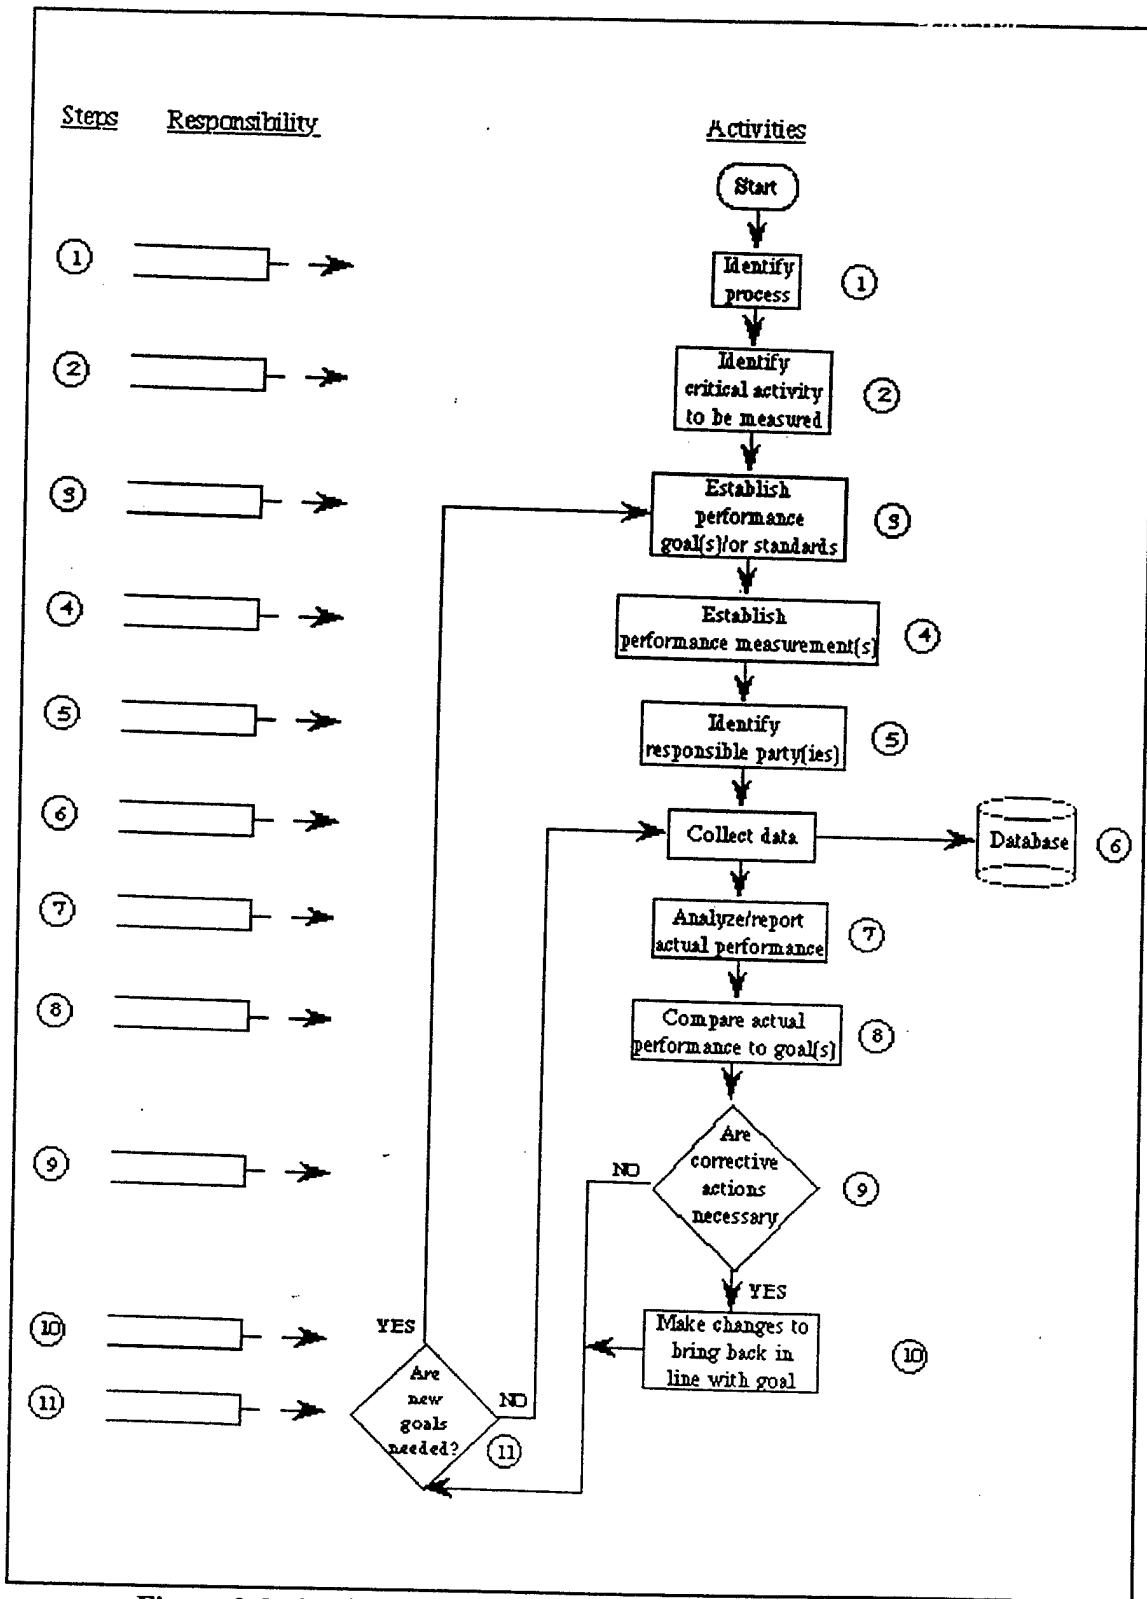 Steps Responsibility Activities
Start
1
Identify
process
1
2
Identify
critical activity
to be measured
2
3
Establish
performance
goal(s)/or standards
3
4
Establish
performance measurement(s)
4
5
Identify
responsible party(ies)
5
6
Collect data
Database
6
7
Analyze/report
actual performance
7
8
Compare actual
performance to goal(s)
8
9
Are
corrective
actions
necessary
NO
9
YES
10
Make changes to
bring back in
line with goal
10
YES
11
Are
new
goals
needed?
NO
11